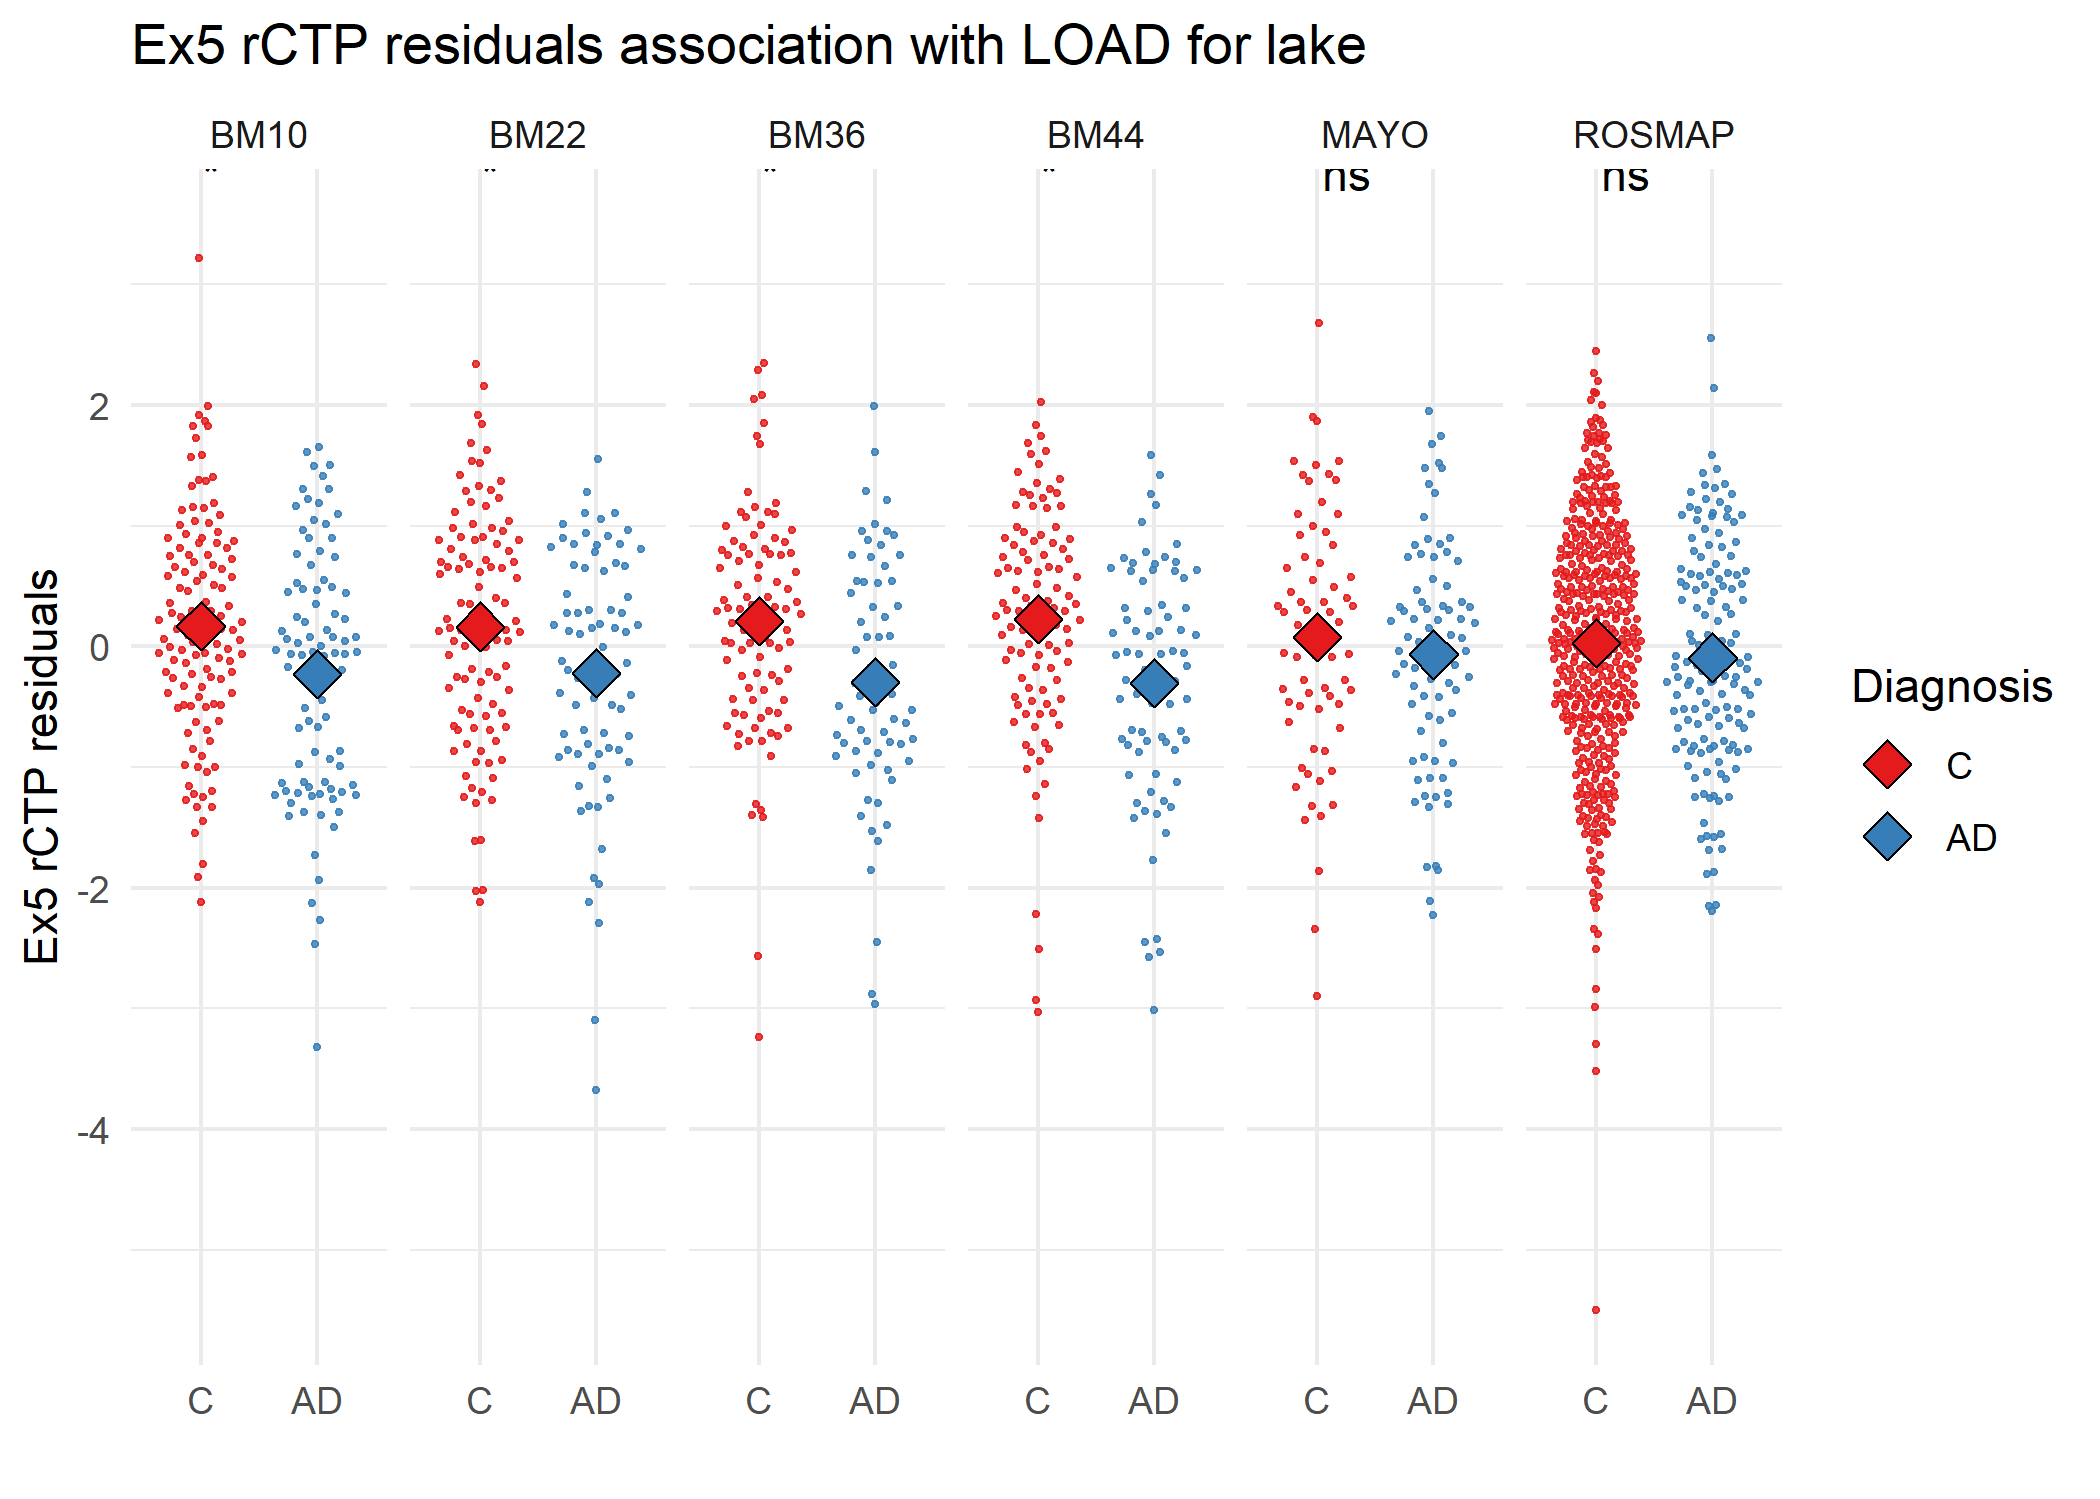 Ex5 rCTP residuals association with LOAD for lake
BM10 BM22 BM36 BM44 MAYO ROSMAP
* * * * ns ns
Ex5 rCTP residuals
2
0
-2
-4
C AD C AD C AD C AD C AD C AD
Diagnosis
C
AD